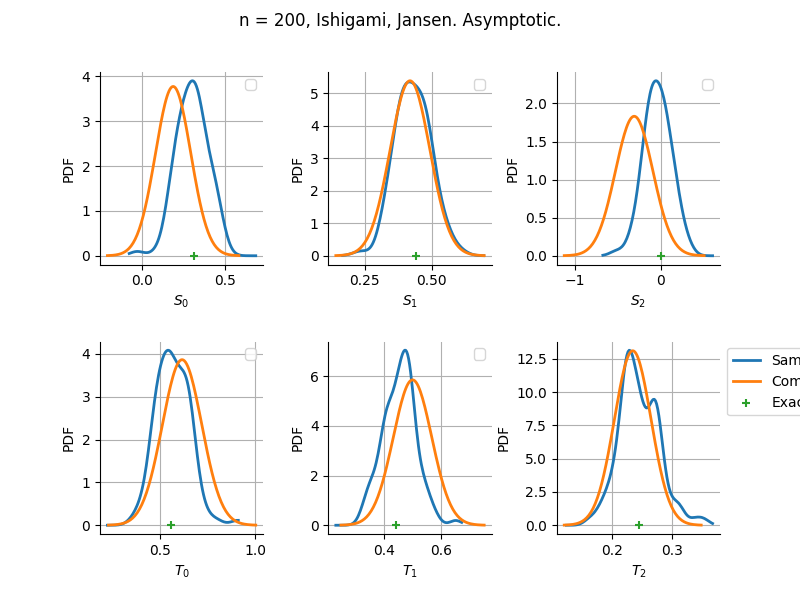 n = 200, Ishigami, Jansen. Asymptotic.
4
3
2
1
0
PDF
0.0 0.5
S₀
5
4
3
2
1
0
PDF
0.25 0.50
S₁
2.0
1.5
1.0
0.5
0.0
PDF
−1 0
S₂
4
3
2
1
0
PDF
0.5 1.0
T₀
6
4
2
0
PDF
0.4 0.6
T₁
12.5
10.0
7.5
5.0
2.5
0.0
PDF
0.2 0.3
T₂
Sam
Com
Exac